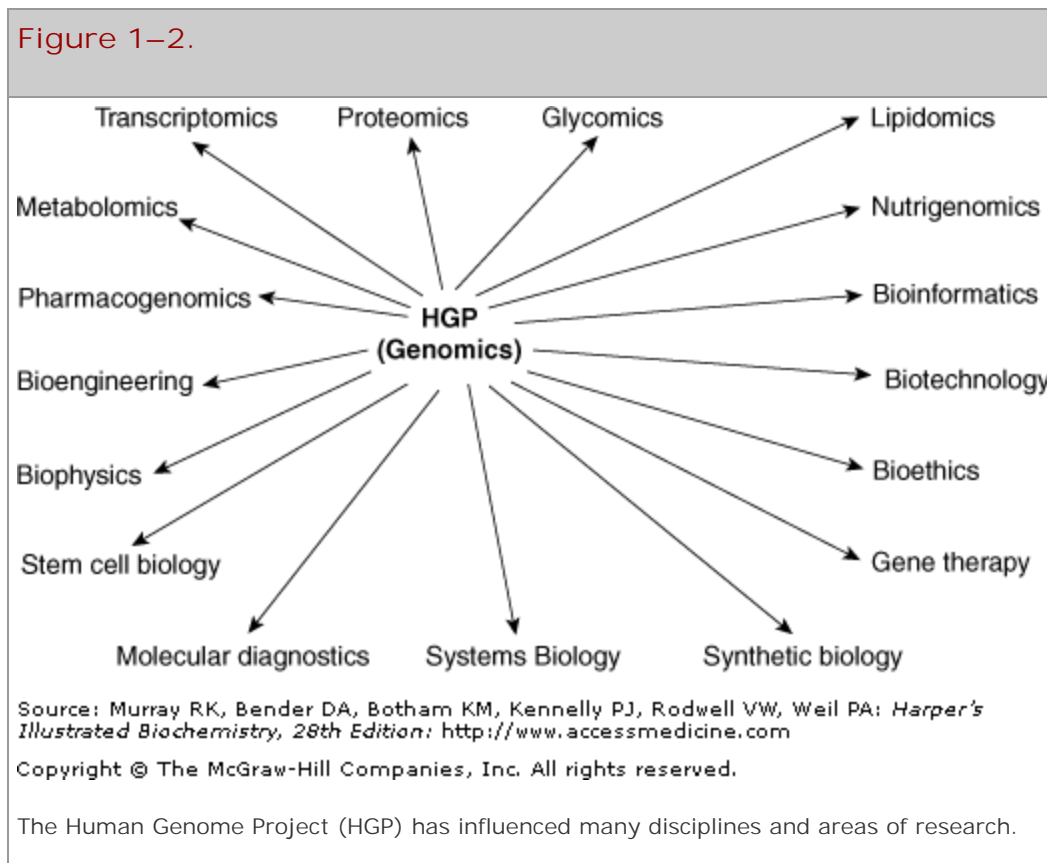 Figure 1–2.
Transcriptomics Proteomics Glycomics Lipidomics
Metabolomics Nutrigenomics
Pharmacogenomics Bioinformatics
HGP
(Genomics)
Bioengineering Biotechnology
Biophysics Bioethics
Stem cell biology Gene therapy
Molecular diagnostics Systems Biology Synthetic biology
Source: Murray RK, Bender DA, Botham KM, Kennelly PJ, Rodwell VW, Weil PA: Harper's
Illustrated Biochemistry, 28th Edition: http://www.accessmedicine.com
Copyright © The McGraw-Hill Companies, Inc. All rights reserved.
The Human Genome Project (HGP) has influenced many disciplines and areas of research.